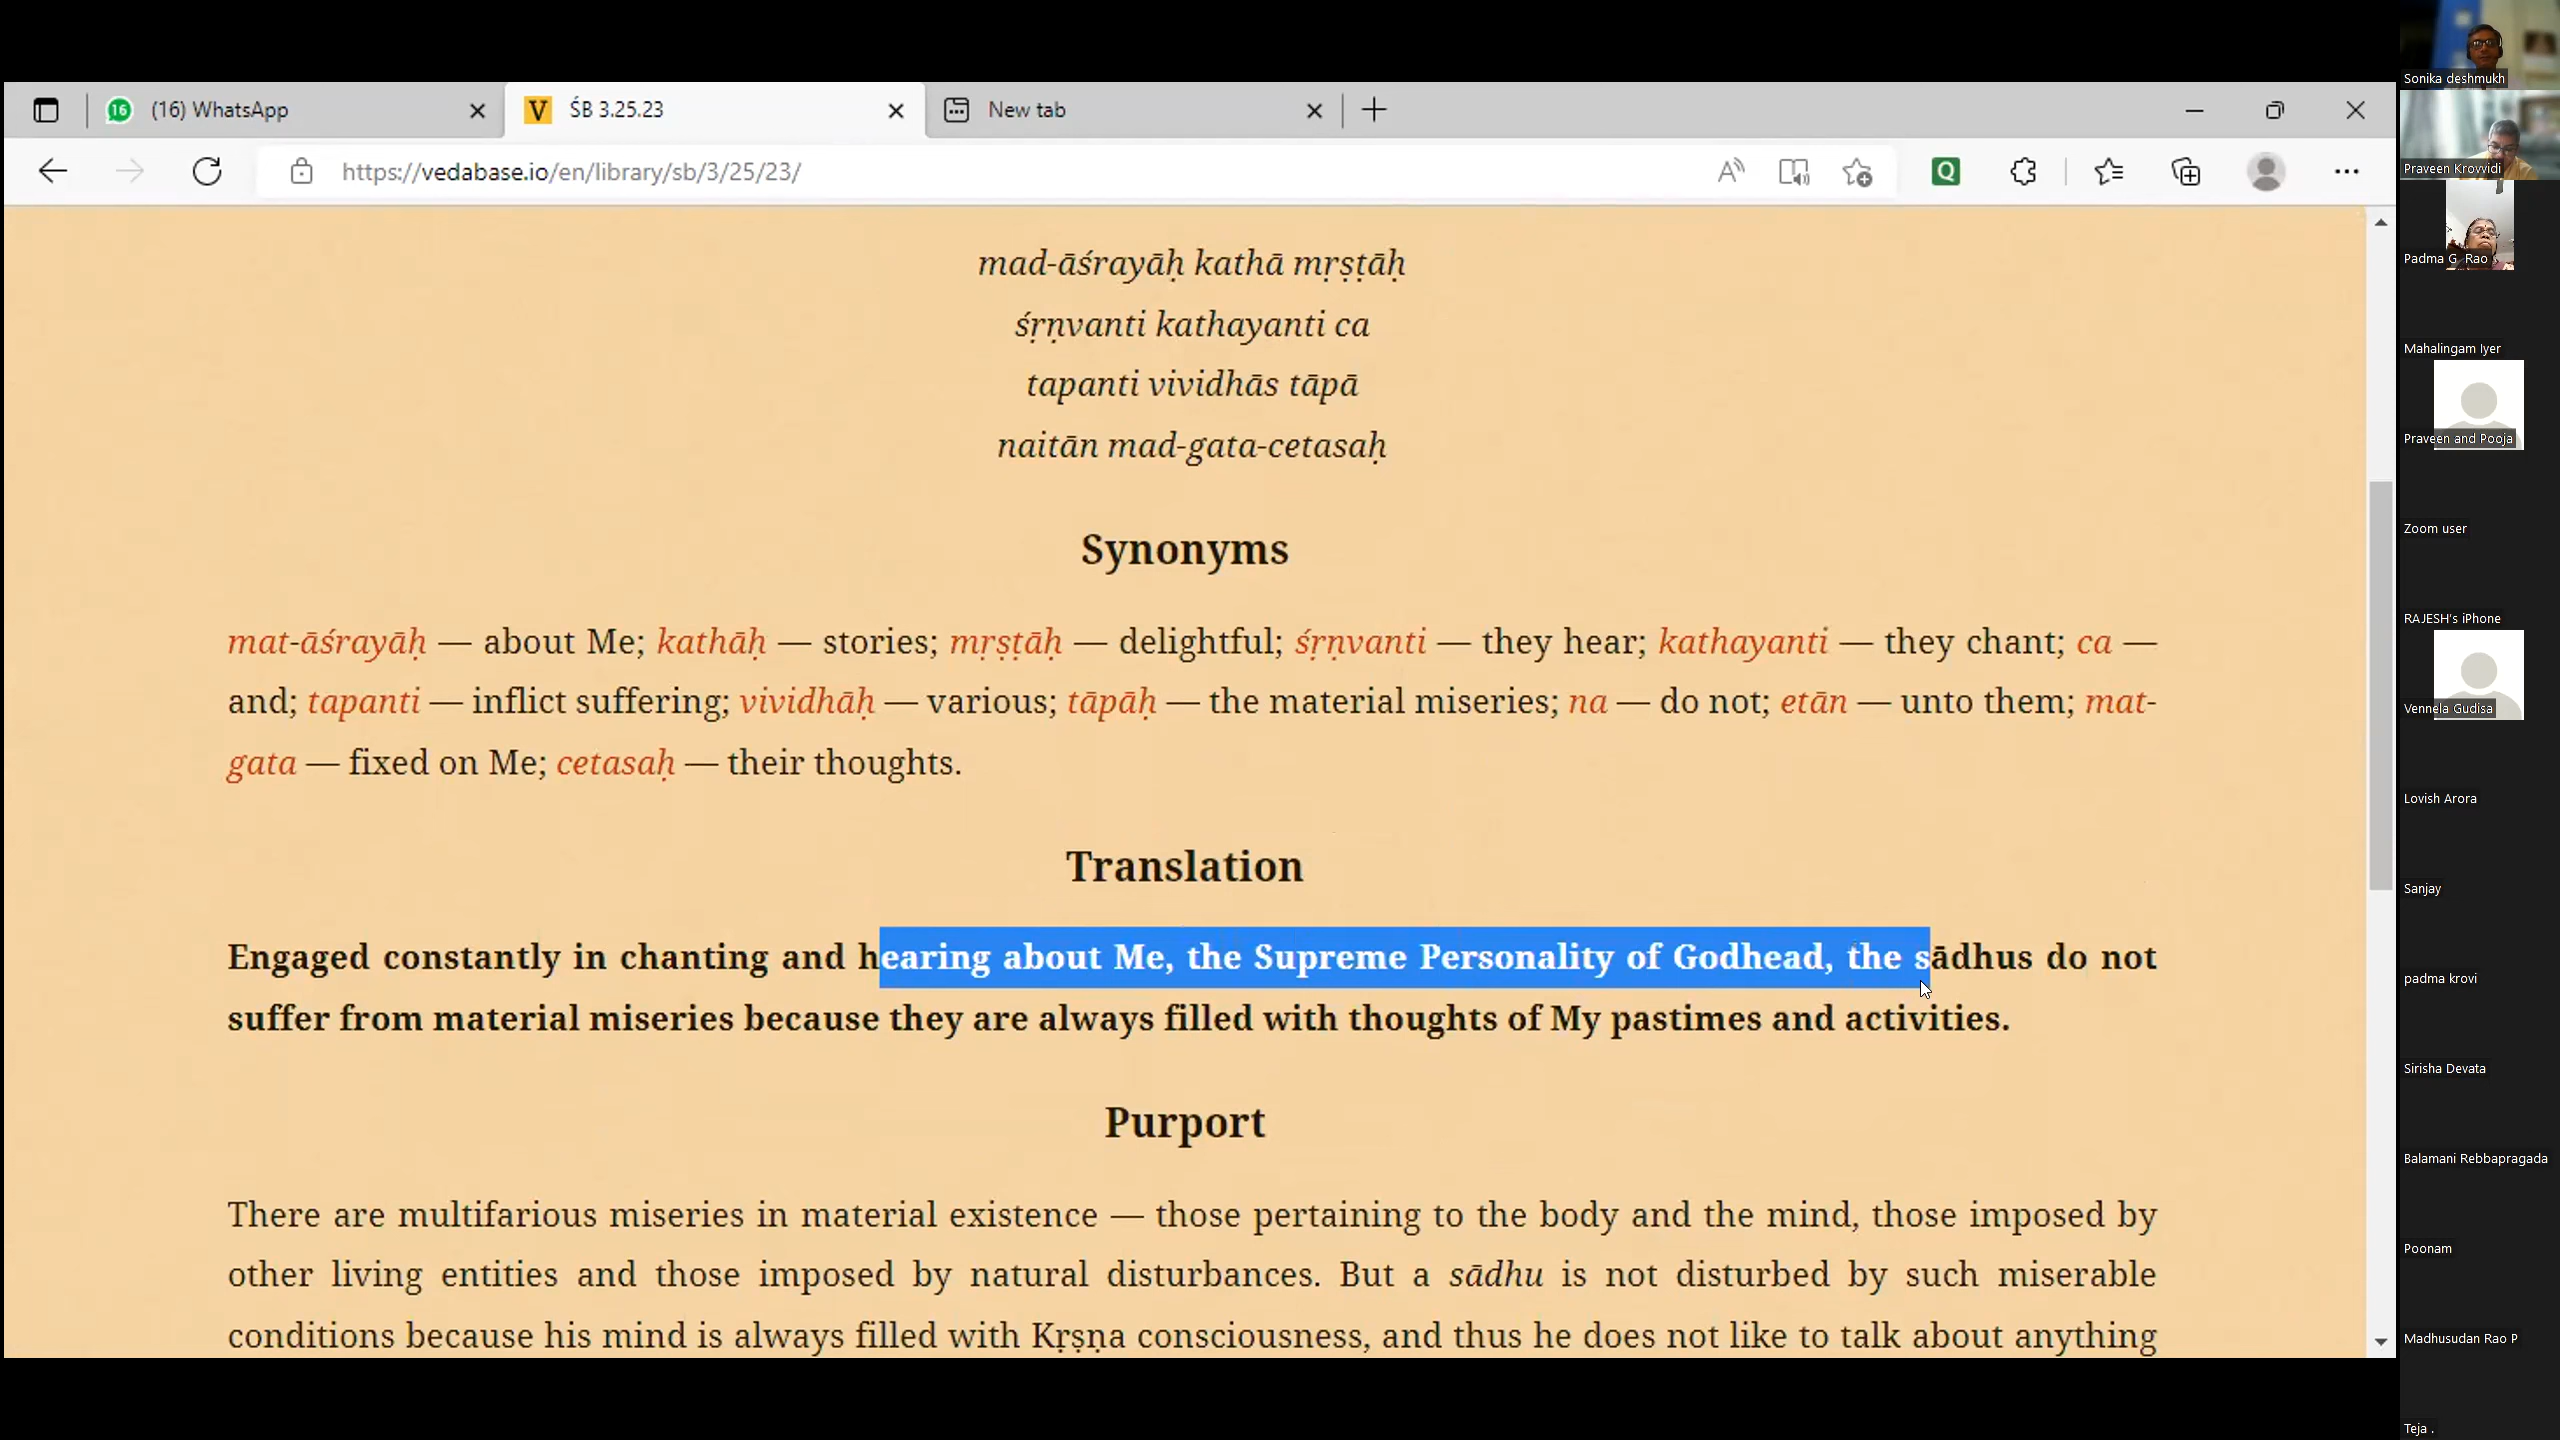 16 (16) WhatsApp
V ŚB 3.25.23
New tab
https://vedabase.io/en/library/sb/3/25/23/
Q
mad-āśrayāḥ kathā mṛṣṭāḥ
śṛṇvanti kathayanti ca
tapanti vividhās tāpā
naitān mad-gata-cetasaḥ
Synonyms
mat-āśrayāḥ — about Me; kathāḥ — stories; mṛṣṭāḥ — delightful; śṛṇvanti — they hear; kathayanti — they chant; ca —
and; tapanti — inflict suffering; vividhāḥ — various; tāpāḥ — the material miseries; na — do not; etān — unto them; mat-
gata — fixed on Me; cetasaḥ — their thoughts.
Translation
Engaged constantly in chanting and hearing about Me, the Supreme Personality of Godhead, the sādhus do not
suffer from material miseries because they are always filled with thoughts of My pastimes and activities.
Purport
There are multifarious miseries in material existence — those pertaining to the body and the mind, those imposed by
other living entities and those imposed by natural disturbances. But a sādhu is not disturbed by such miserable
conditions because his mind is always filled with Kṛṣṇa consciousness, and thus he does not like to talk about anything
Sonika deshmukh
Praveen Krovvidi
Padma G. Rao
Mahalingam Iyer
Praveen and Pooja
Zoom user
RAJESH's iPhone
Vennela Gudisa
Lovish Arora
Sanjay
padma krovi
Sirisha Devata
Balamani Rebbapragada
Poonam
Madhusudan Rao P
Teja .